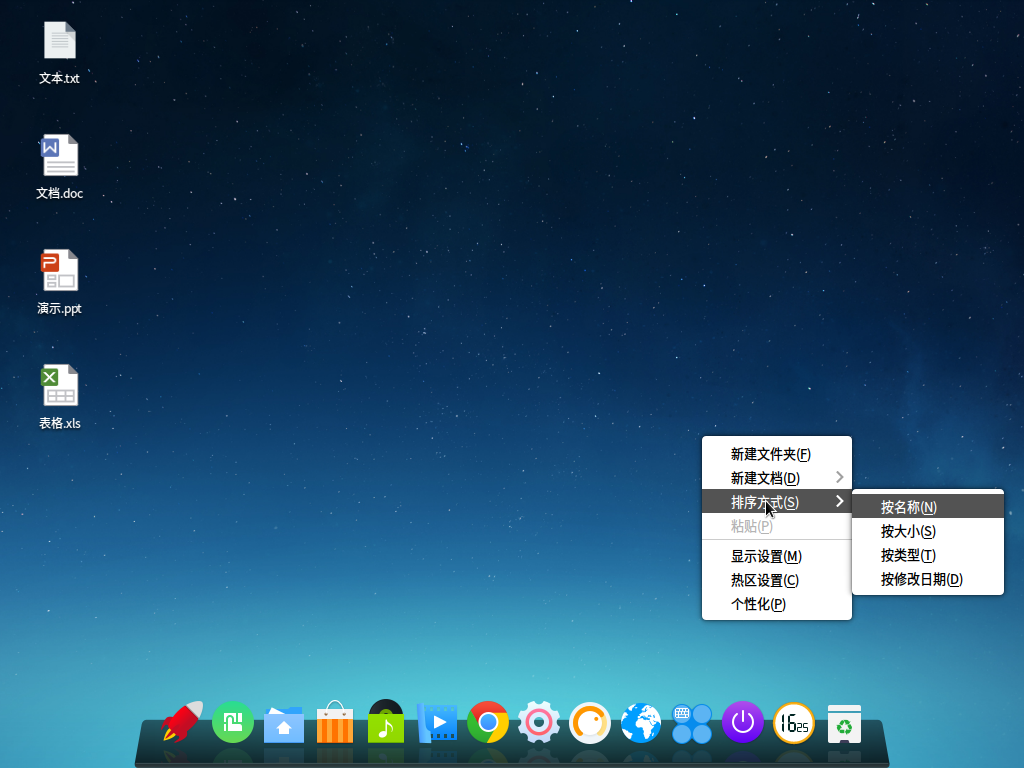 文本.txt
文档.doc
演示.ppt
表格.xls
新建文件夹(F)
新建文档(D)
排序方式(S)
粘贴(P)
显示设置(M)
热区设置(C)
个性化(P)
按名称(N)
按大小(S)
按类型(T)
按修改日期(D)
1625